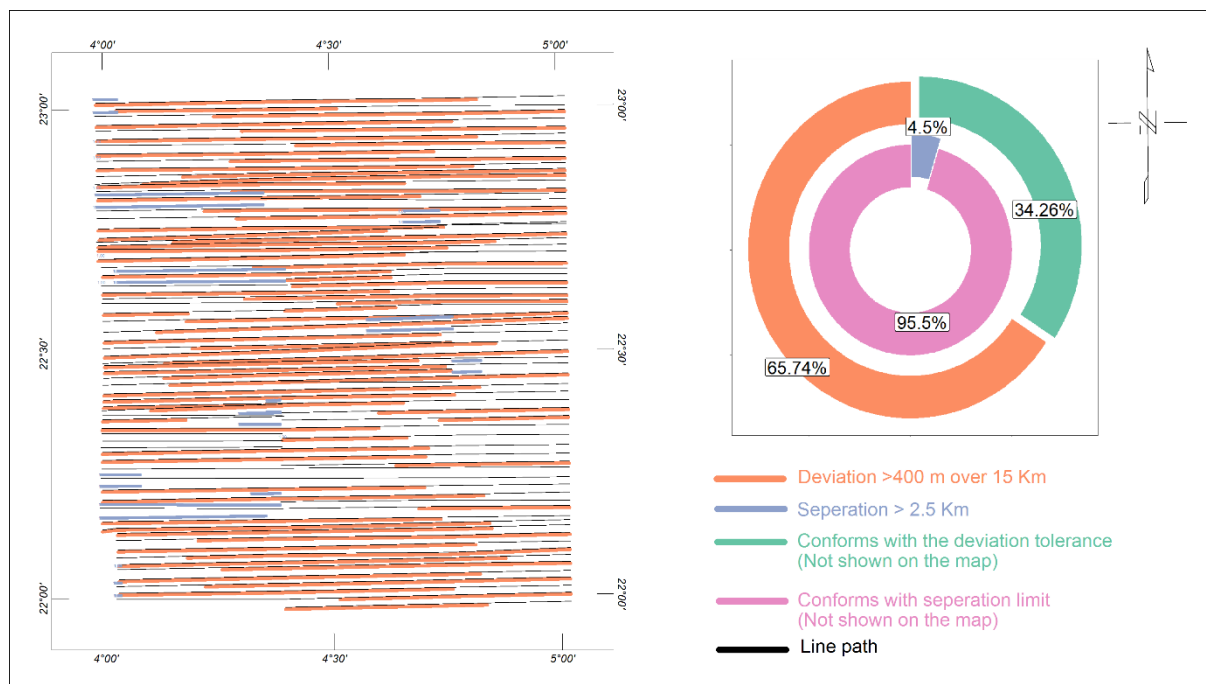 4°00'
4°30'
5°00'
23°00'
23°00'
22°30'
22°30'
22°00'
22°00'
4°00'
4°30'
5°00'
4.5%
34.26%
95.5%
65.74%
N
Deviation >400 m over 15 Km
Seperation > 2.5 Km
Conforms with the deviation tolerance
(Not shown on the map)
Conforms with seperation limit
(Not shown on the map)
Line path